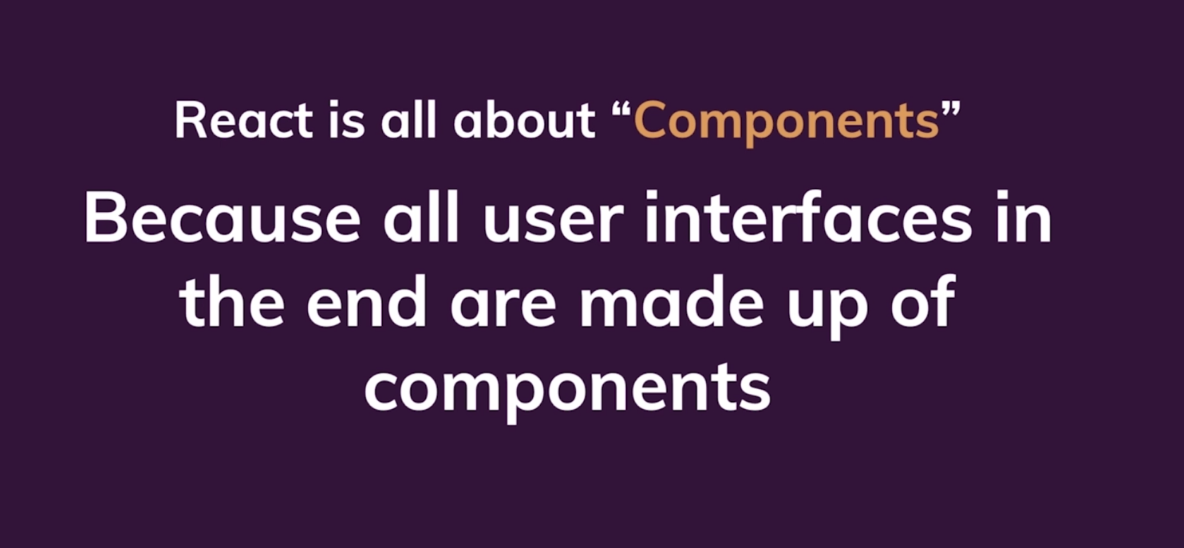 React is all about “Components”
Because all user interfaces in
the end are made up of
components